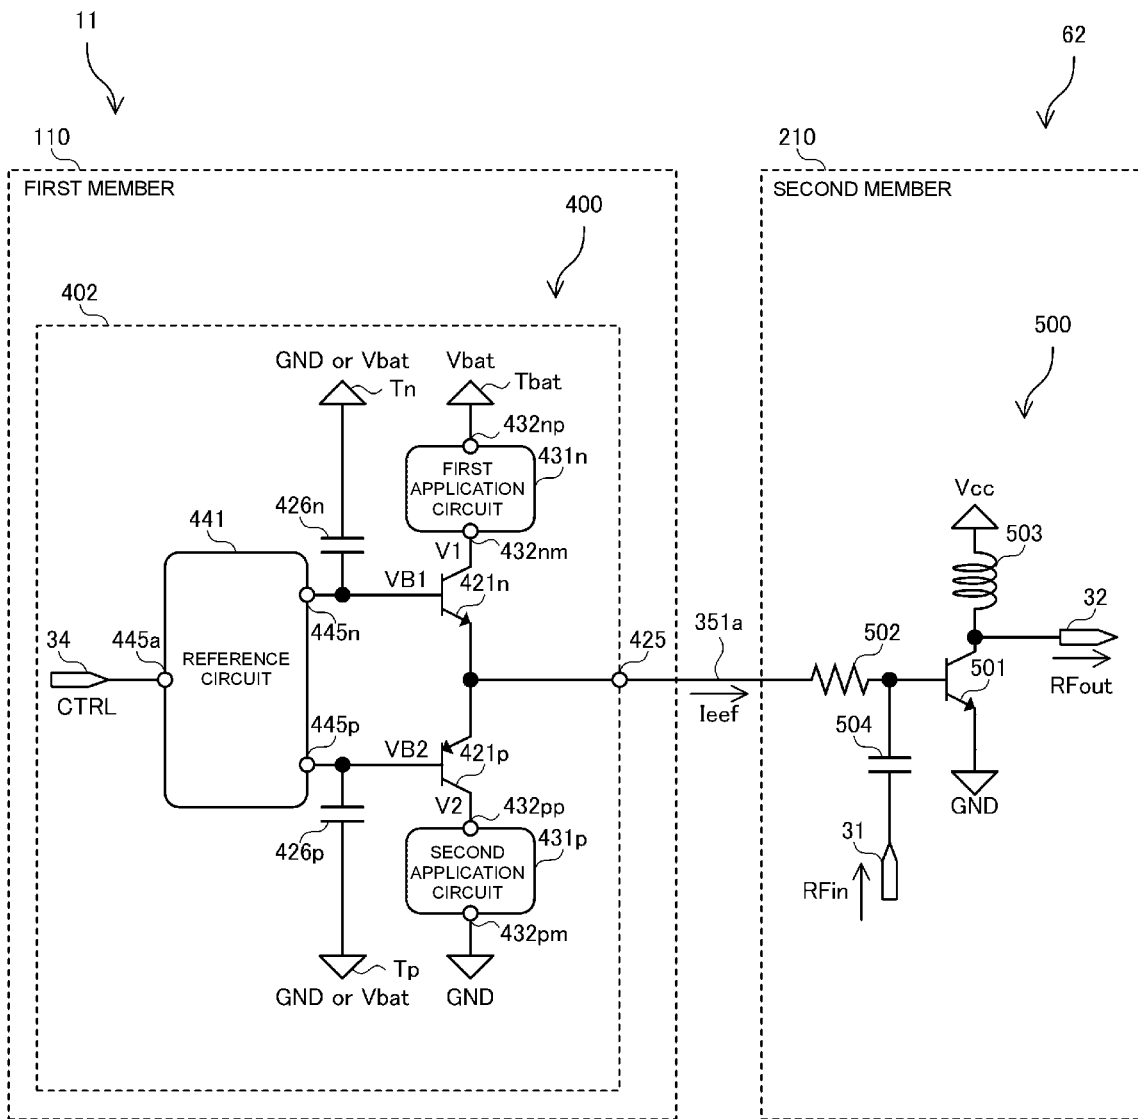 11
62
110
210
FIRST MEMBER
SECOND MEMBER
400
402
500
GND or Vbat
Vbat
Tn
Tbat
432np
431n
FIRST
APPLICATION
CIRCUIT
426n
441
Vcc
503
V1
432nm
VB1
421n
445n
34
445a
REFERENCE
CIRCUIT
CTRL
425
351a
Ieef
502
32
501
RFout
445p
VB2
421p
504
V2
432pp
GND
426p
SECOND
APPLICATION
CIRCUIT
431p
31
RFin
432pm
Tp
GND or Vbat
GND